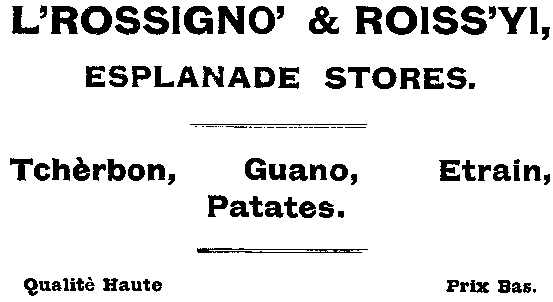 L'ROSSIGNO' & ROISS'YI,
ESPLANADE STORES.
Tchèrbon, Guano, Etrain,
Patates.
Qualitè Haute Prix Bas.